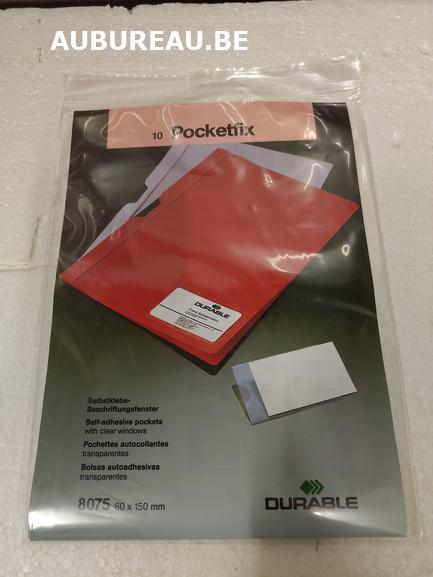 AUBUREAU.BE
10 Pocketfix
DURABLE
Selbstklebe-
Beschriftungsfenster
Self-adhesive pockets
with clear windows
Pochettes autocollantes
transparentes
Bolsas autoadhesivas
transparentes
8075 60 x 150 mm
DURABLE